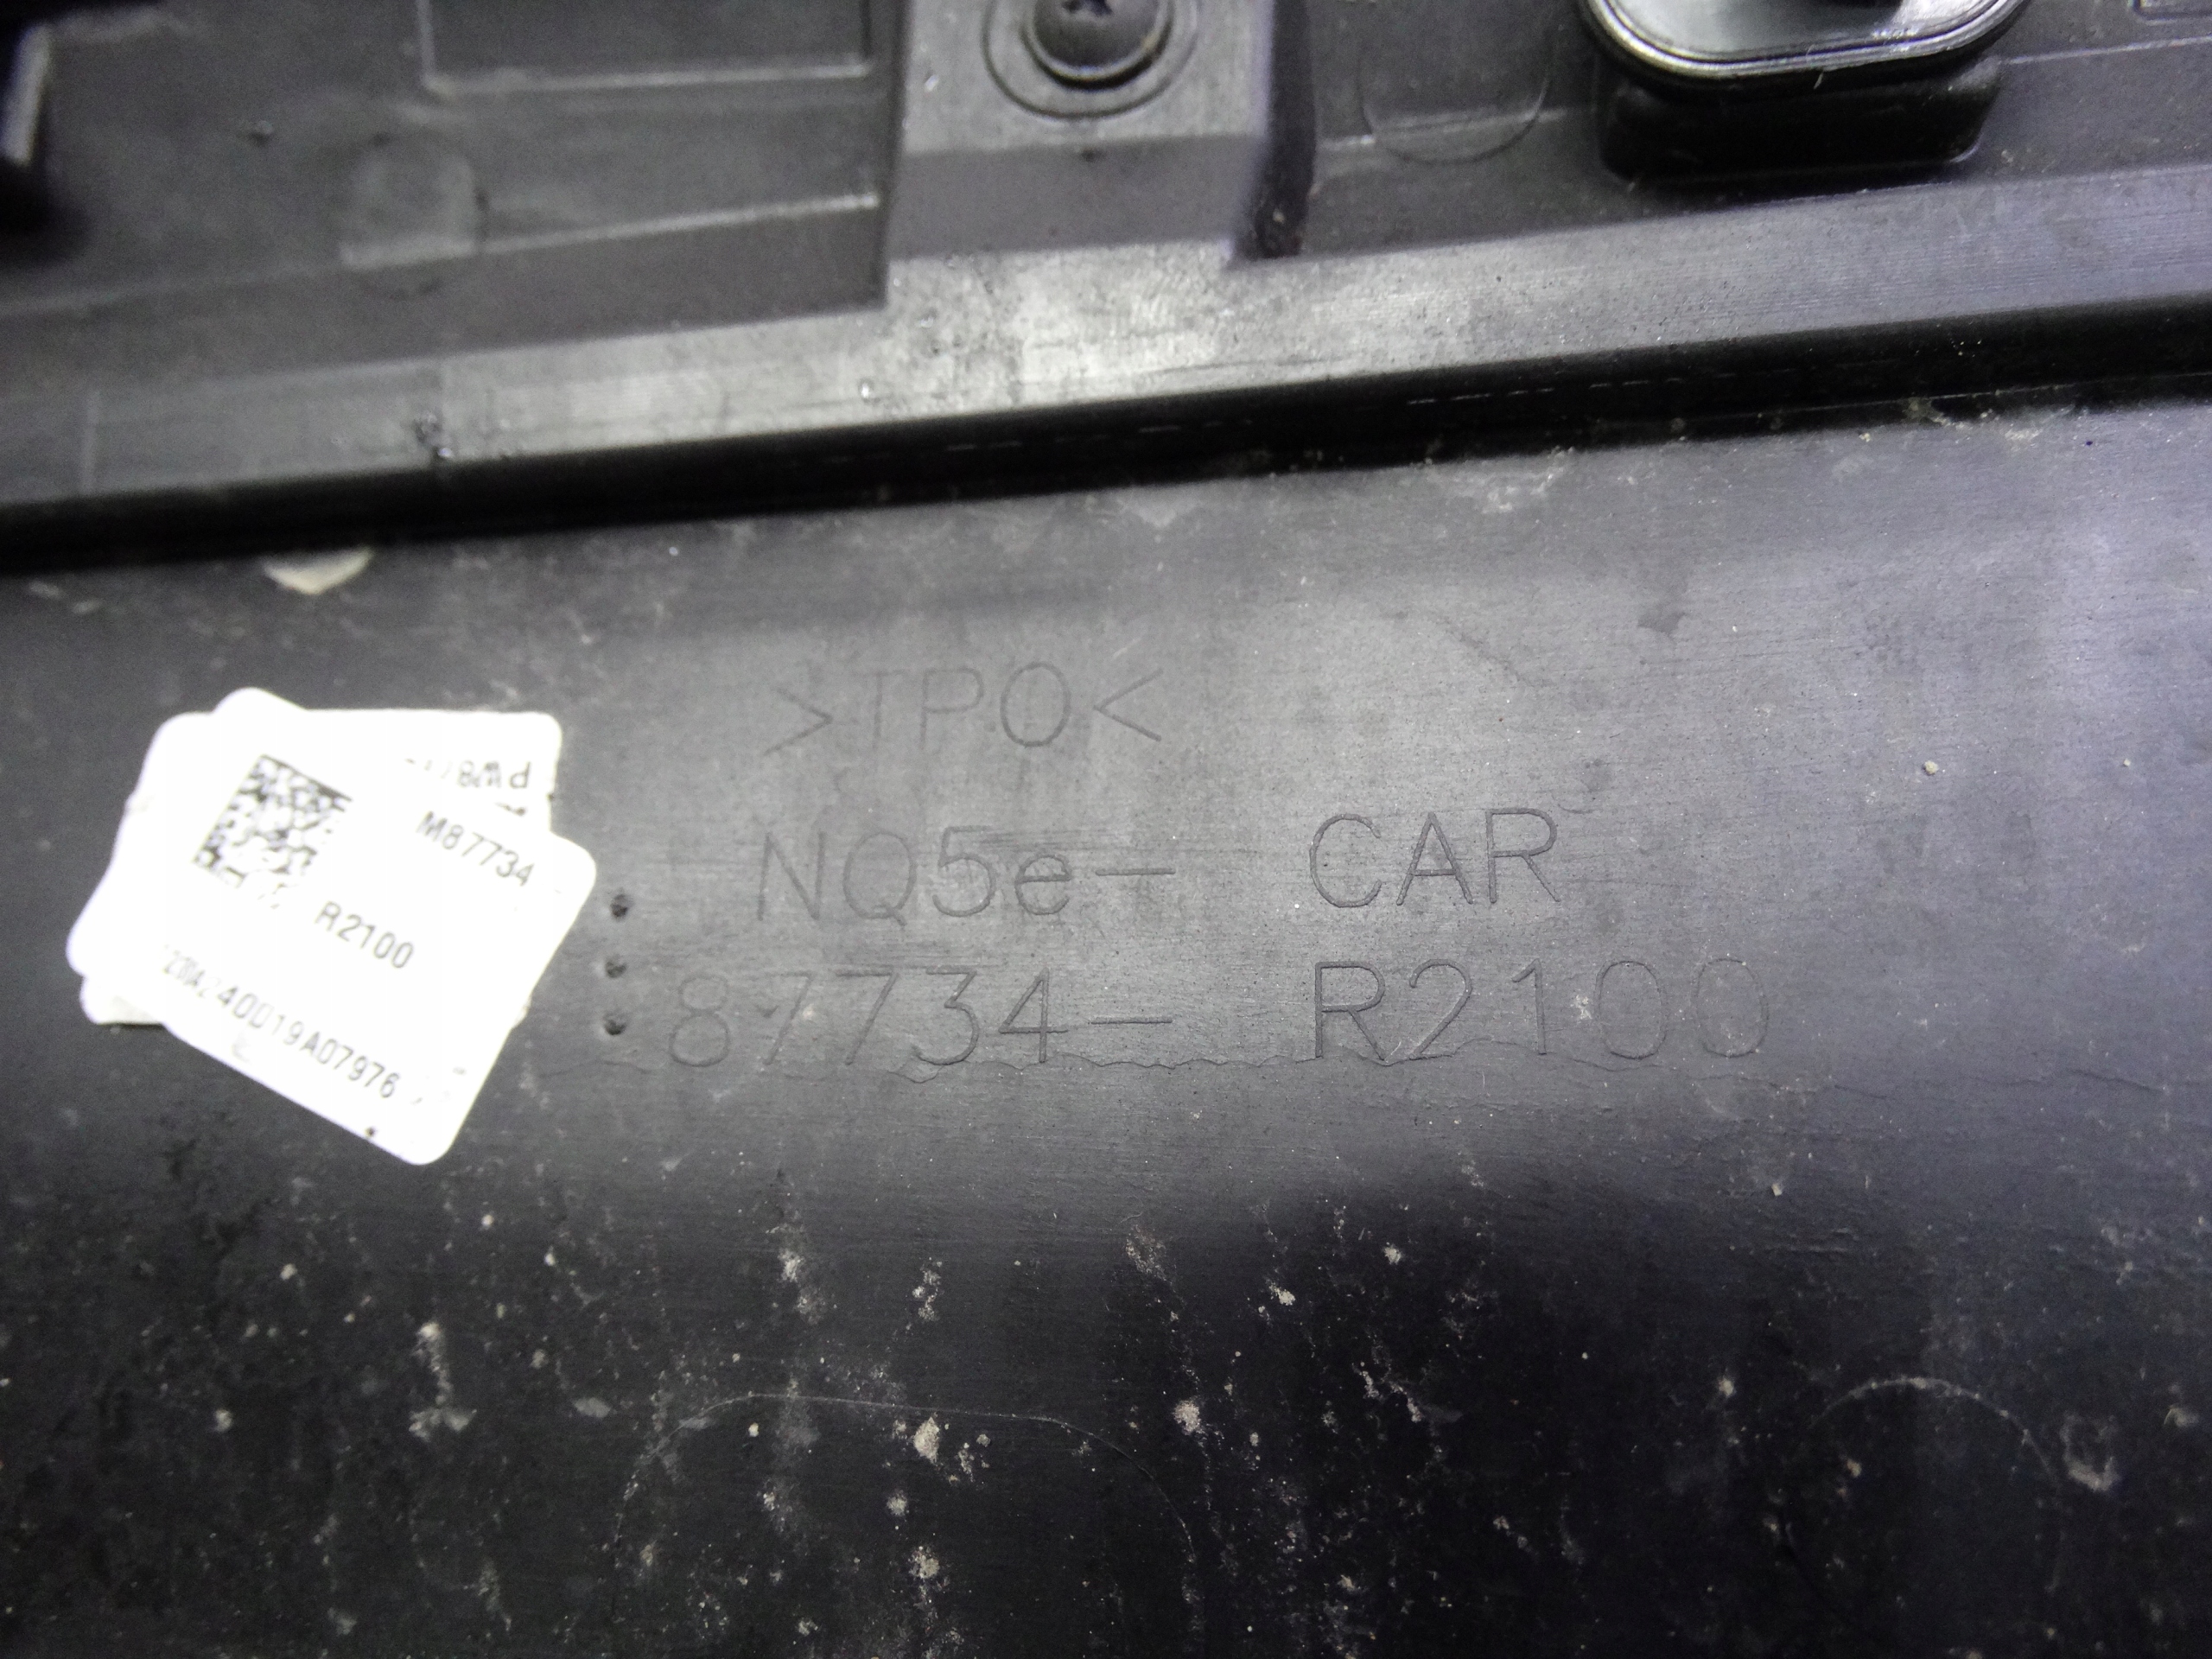 >TPO<
NQ5e- CAR
87734- R2100
M87734
R2100